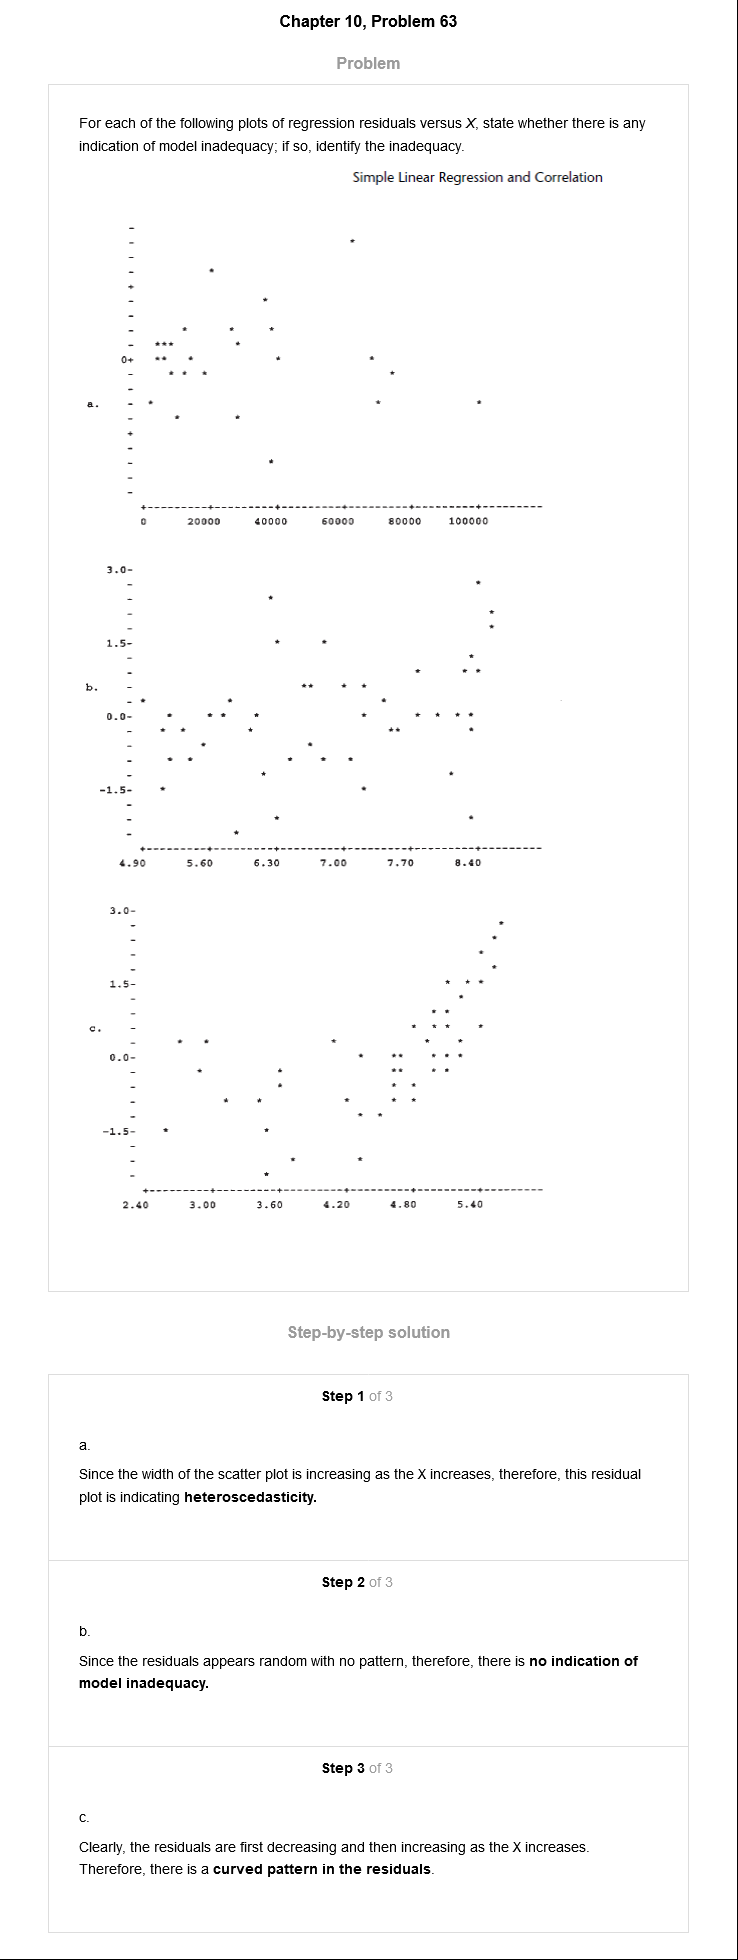 Chapter 10, Problem 63
Problem
For each of the following plots of regression residuals versus X, state whether there is any
indication of model inadequacy; if so, identify the inadequacy.
Simple Linear Regression and Correlation
0+
a.
0 20000 40000 60000 80000 100000
3.0-
1.5-
b.
0.0-
-1.5-
4.90 5.60 6.30 7.00 7.70 8.40
3.0-
1.5-
c.
0.0-
-1.5-
2.40 3.00 3.60 4.20 4.80 5.40
Step-by-step solution
Step 1 of 3
a.
Since the width of the scatter plot is increasing as the X increases, therefore, this residual
plot is indicating heteroscedasticity.
Step 2 of 3
b.
Since the residuals appears random with no pattern, therefore, there is no indication of
model inadequacy.
Step 3 of 3
c.
Clearly, the residuals are first decreasing and then increasing as the X increases.
Therefore, there is a curved pattern in the residuals.